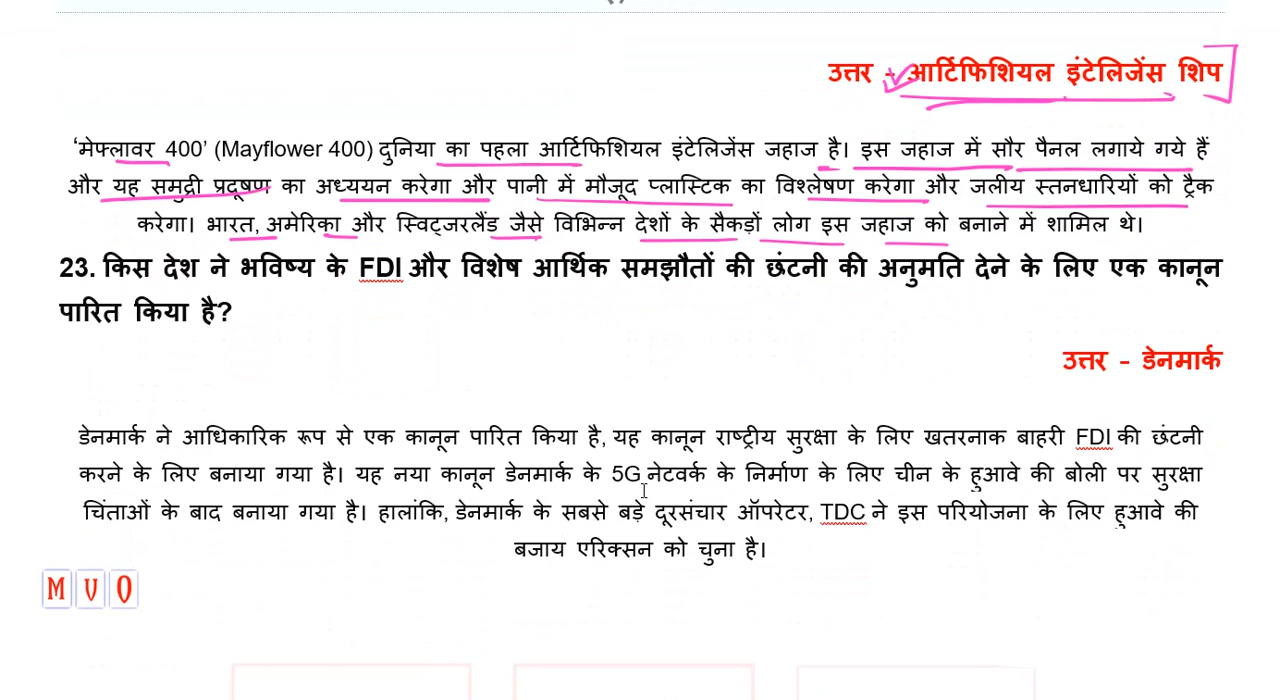 उत्तर - आर्टिफिशियल इंटेलिजेंस शिप
‘मेफ्लावर 400’ (Mayflower 400) दुनिया का पहला आर्टिफिशियल इंटेलिजेंस जहाज है। इस जहाज में सौर पैनल लगाये गये हैं
और यह समुद्री प्रदूषण का अध्ययन करेगा और पानी में मौजूद प्लास्टिक का विश्लेषण करेगा और जलीय स्तनधारियों को ट्रैक
करेगा। भारत, अमेरिका और स्विट्जरलैंड जैसे विभिन्न देशों के सैकड़ों लोग इस जहाज को बनाने में शामिल थे।
23. किस देश ने भविष्य के FDI और विशेष आर्थिक समझौतों की छंटनी की अनुमति देने के लिए एक कानून
पारित किया है?
उत्तर - डेनमार्क
डेनमार्क ने आधिकारिक रूप से एक कानून पारित किया है, यह कानून राष्ट्रीय सुरक्षा के लिए खतरनाक बाहरी FDI की छंटनी
करने के लिए बनाया गया है। यह नया कानून डेनमार्क के 5G नेटवर्क के निर्माण के लिए चीन के हुआवे की बोली पर सुरक्षा
चिंताओं के बाद बनाया गया है। हालांकि, डेनमार्क के सबसे बड़े दूरसंचार ऑपरेटर, TDC ने इस परियोजना के लिए हुआवे की
बजाय एरिक्सन को चुना है।
M U O